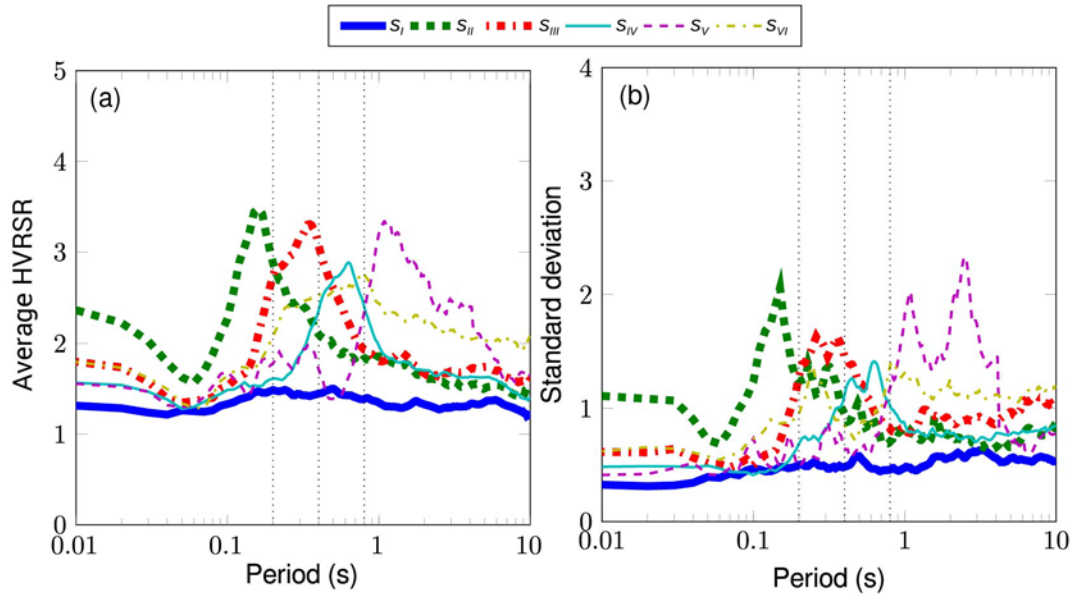 S_I S_II S_III S_IV S_V S_VI
(a)
Average HVRSR
5
4
3
2
1
0
0.01 0.1 1 10
Period (s)
(b)
Standard deviation
4
3
2
1
0
0.01 0.1 1 10
Period (s)